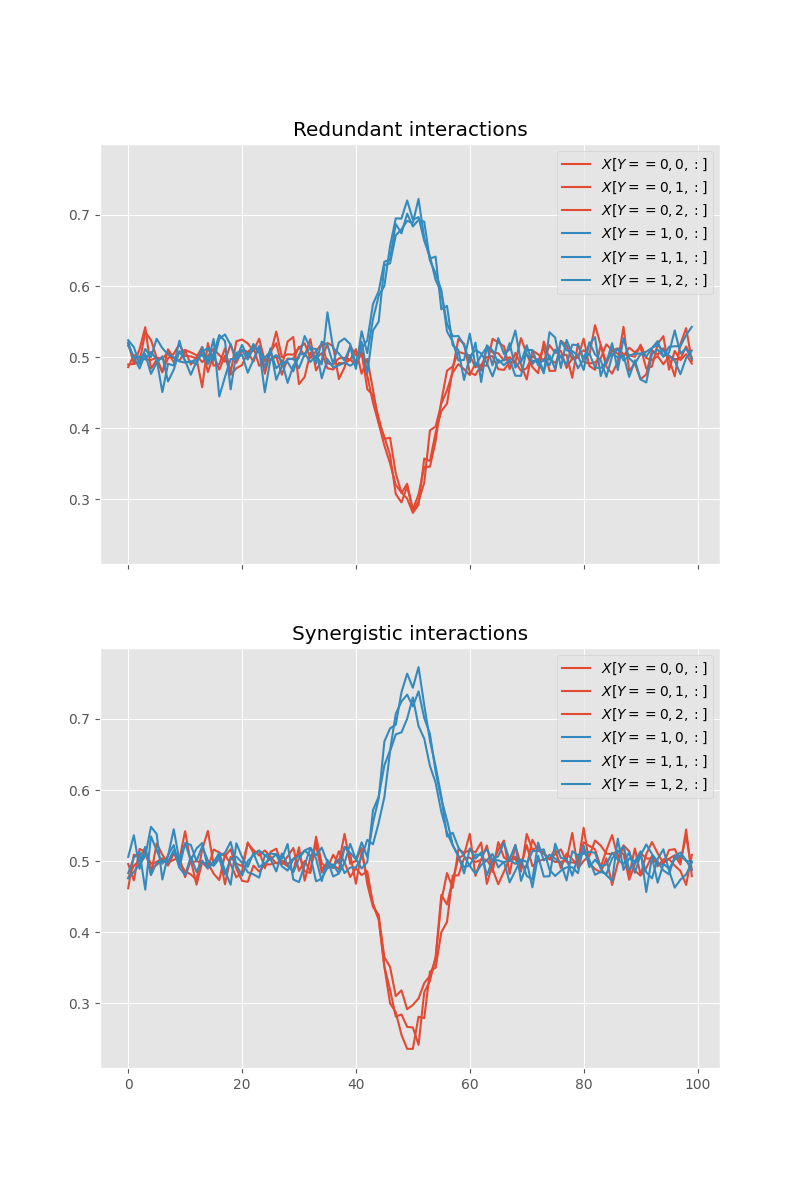 Redundant interactions
X[Y==0,0,:]
X[Y==0,1,:]
X[Y==0,2,:]
X[Y==1,0,:]
X[Y==1,1,:]
X[Y==1,2,:]
0.7
0.6
0.5
0.4
0.3
Synergistic interactions
X[Y==0,0,:]
X[Y==0,1,:]
X[Y==0,2,:]
X[Y==1,0,:]
X[Y==1,1,:]
X[Y==1,2,:]
0.7
0.6
0.5
0.4
0.3
0 20 40 60 80 100